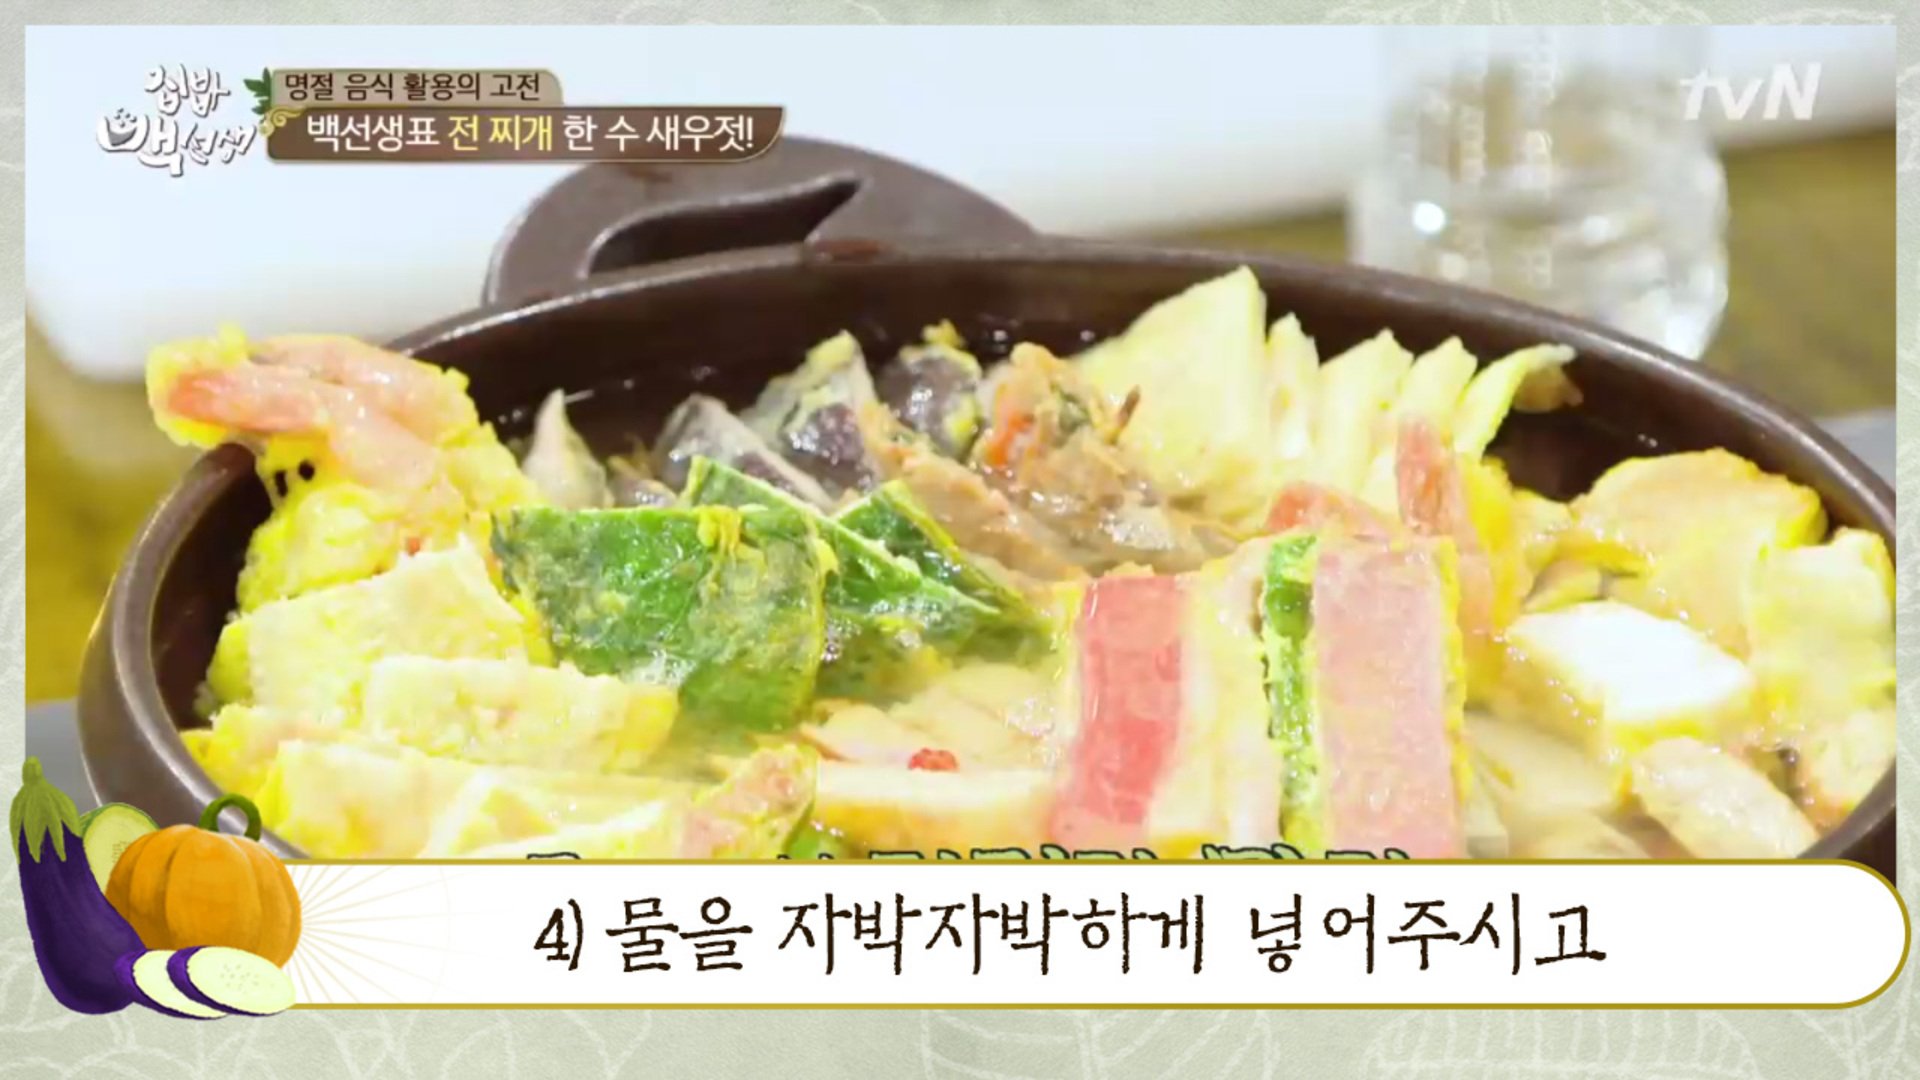 집밥
백선생
명절 음식 활용의 고전
백선생표 전 찌개 한 수 새우젓!
tvN
4) 물을 자박자박하게 넣어주시고